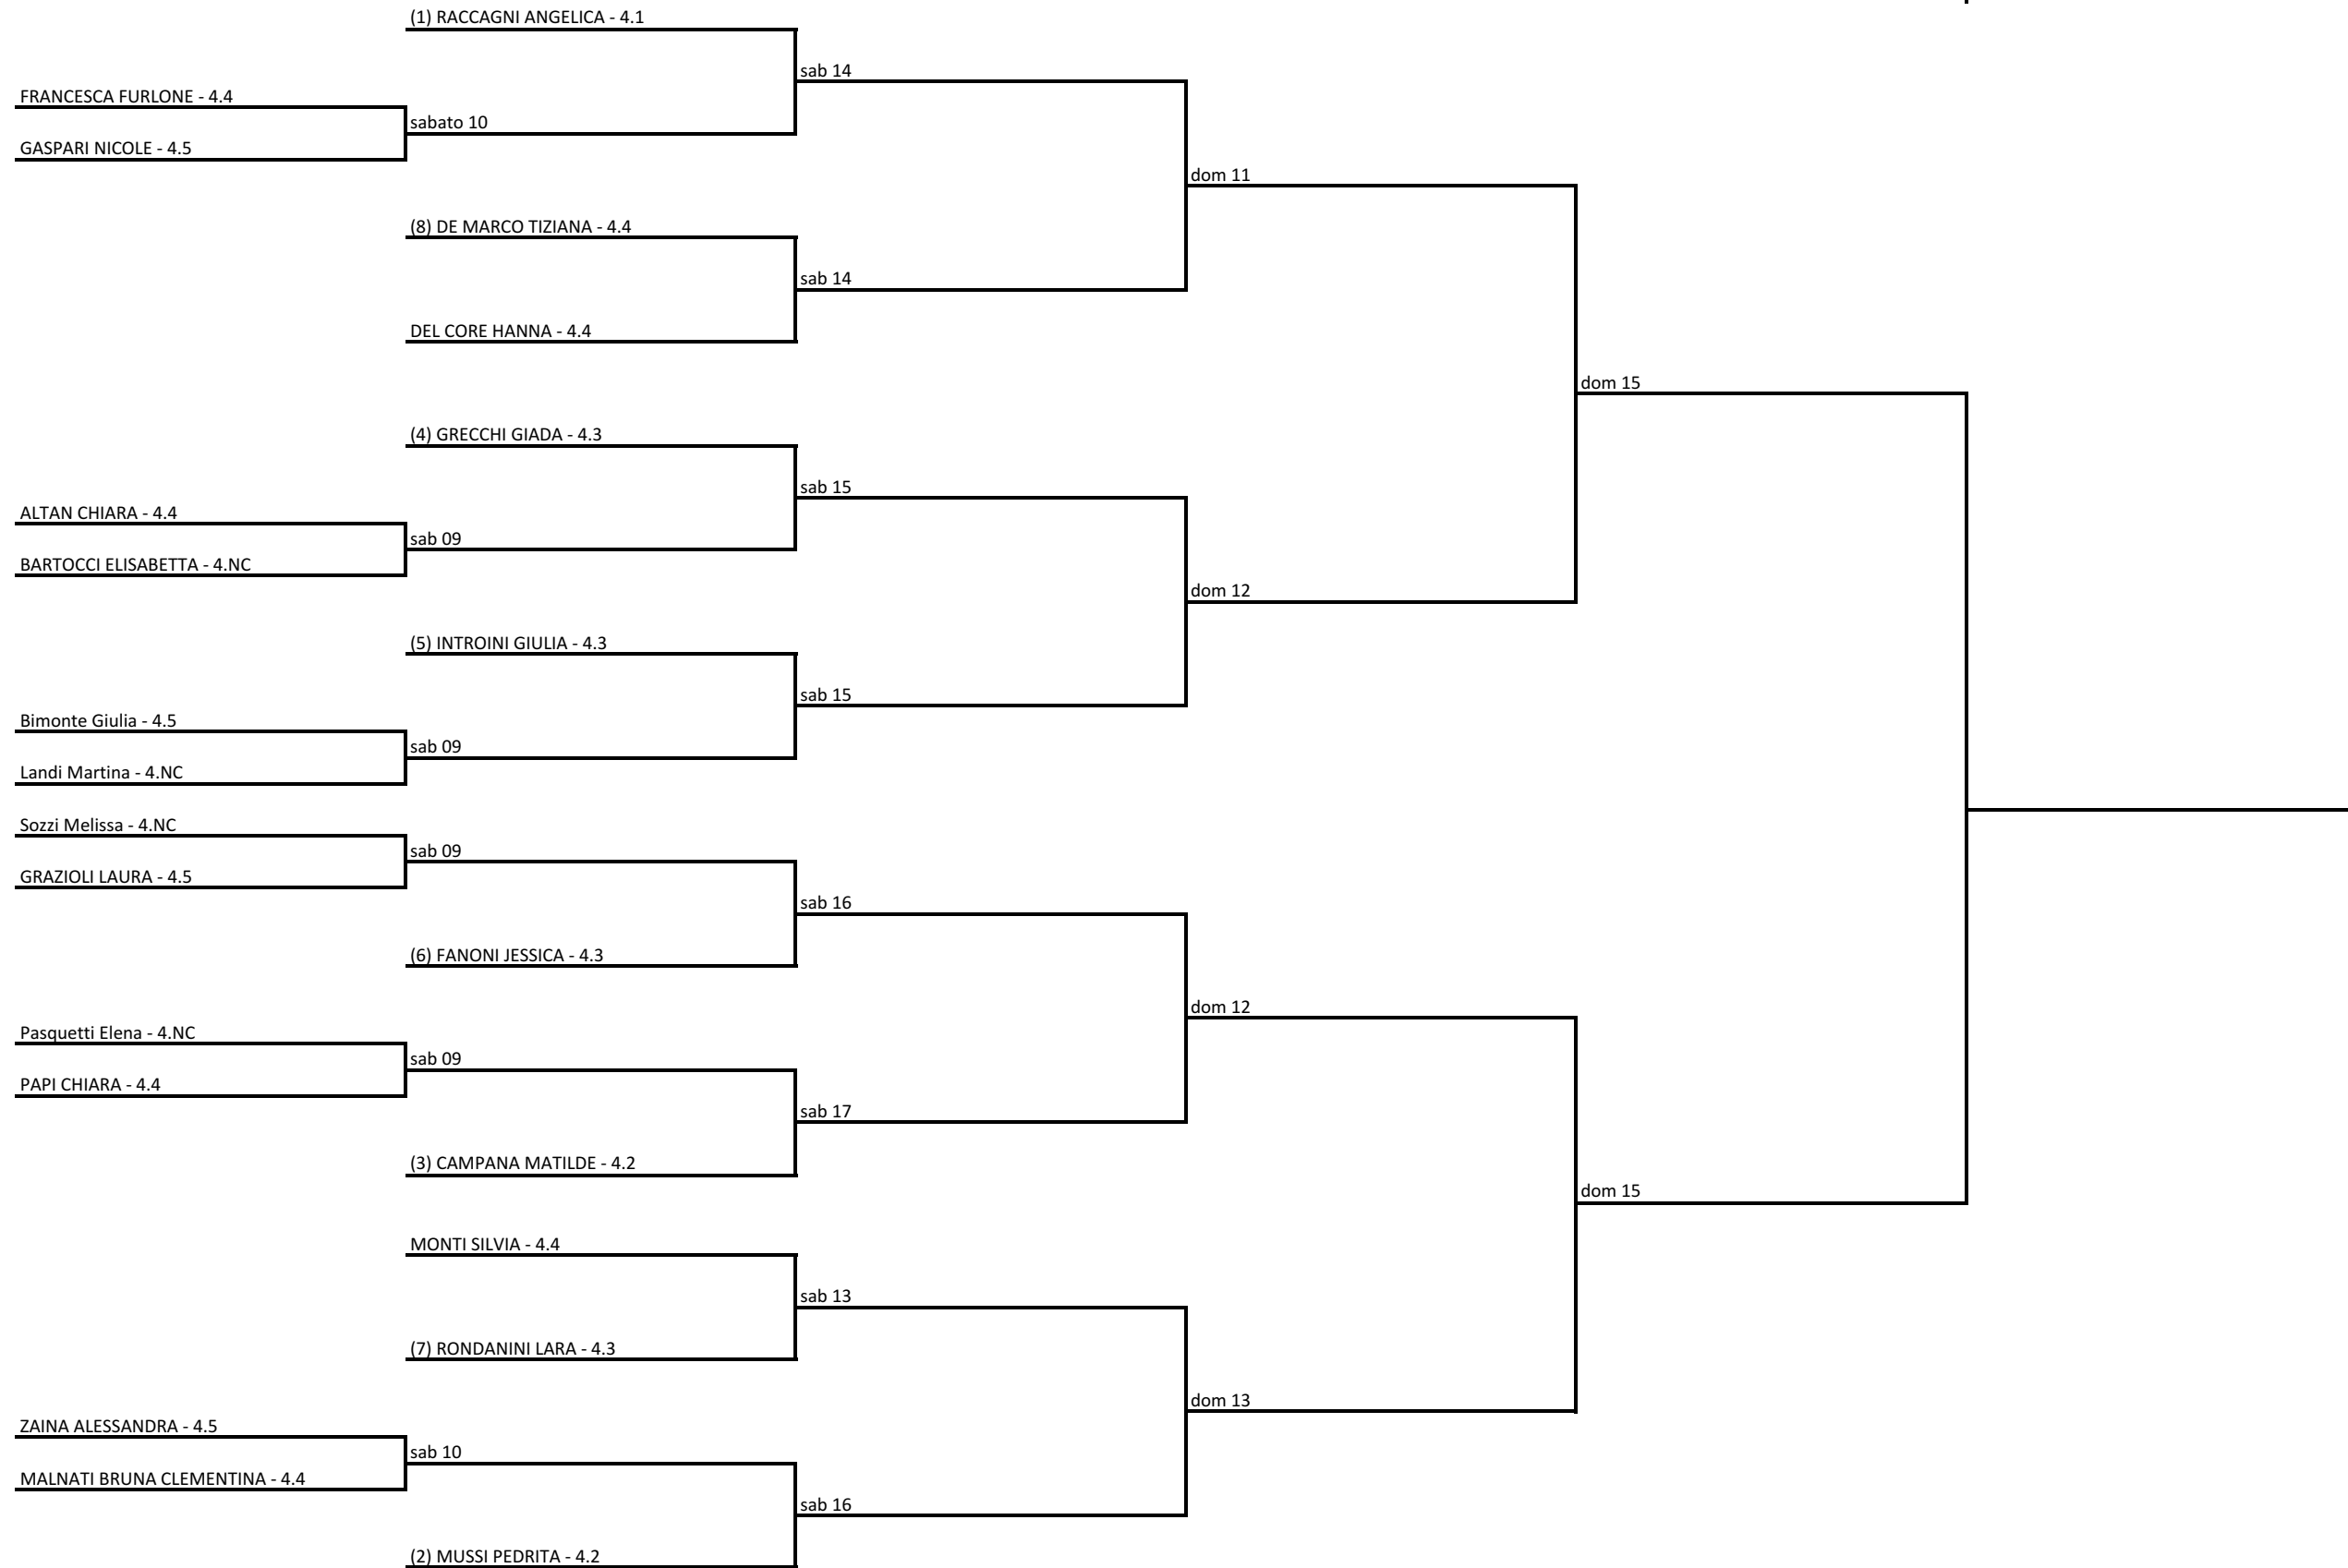 (1) RACCAGNI ANGELICA - 4.1
sab 14
FRANCESCA FURLONE - 4.4
sabato 10
GASPARI NICOLE - 4.5
dom 11
(8) DE MARCO TIZIANA - 4.4
sab 14
DEL CORE HANNA - 4.4
dom 15
(4) GRECCHI GIADA - 4.3
sab 15
ALTAN CHIARA - 4.4
sab 09
BARTOCCI ELISABETTA - 4.NC
dom 12
(5) INTROINI GIULIA - 4.3
sab 15
Bimonte Giulia - 4.5
sab 09
Landi Martina - 4.NC
Sozzi Melissa - 4.NC
sab 09
GRAZIOLI LAURA - 4.5
sab 16
(6) FANONI JESSICA - 4.3
dom 12
Pasquetti Elena - 4.NC
sab 09
PAPI CHIARA - 4.4
sab 17
(3) CAMPANA MATILDE - 4.2
dom 15
MONTI SILVIA - 4.4
sab 13
(7) RONDANINI LARA - 4.3
dom 13
ZAINA ALESSANDRA - 4.5
sab 10
MALNATI BRUNA CLEMENTINA - 4.4
sab 16
(2) MUSSI PEDRITA - 4.2